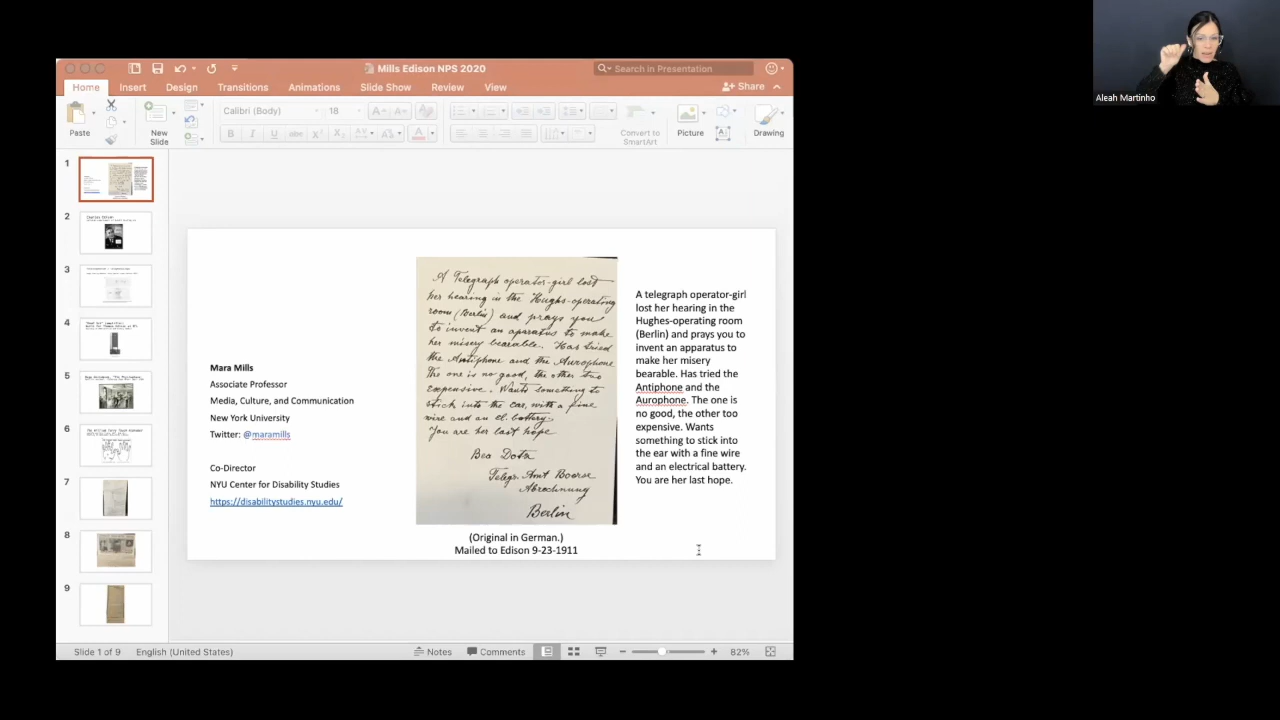 Aleah Martinho
Mills Edison NPS 2020
Search in Presentation
Home Insert Design Transitions Animations Slide Show Review View
Share
Paste
New
Slide
Calibri (Body) 18
Convert to
SmartArt
Picture
Drawing
1
2
3
4
5
6
7
8
9
Mara Mills
Associate Professor
Media, Culture, and Communication
New York University
Twitter: @maramills
Co-Director
NYU Center for Disability Studies
https://disabilitystudies.nyu.edu/
A Telegraph operator-girl lost
her hearing in the Hughs-operating
room (Berlin) and prays you
to invent an apparatus to make
her misery bearable. Has tried
the Antiphone and the Aurophone
The one is no good, the other too
expensive. Wants something to
stick into the ear, with a fine
wire and an el. battery.
You are her last hope
Telegr. Amt Boerse
Abrechnung
Berlin
(Original in German.)
Mailed to Edison 9-23-1911
A telegraph operator-girl
lost her hearing in the
Hughes-operating room
(Berlin) and prays you to
invent an apparatus to
make her misery
bearable. Has tried the
Antiphone and the
Aurophone. The one is
no good, the other too
expensive. Wants
something to stick into
the ear with a fine wire
and an electrical battery.
You are her last hope.
Slide 1 of 9 English (United States)
Notes Comments 82%